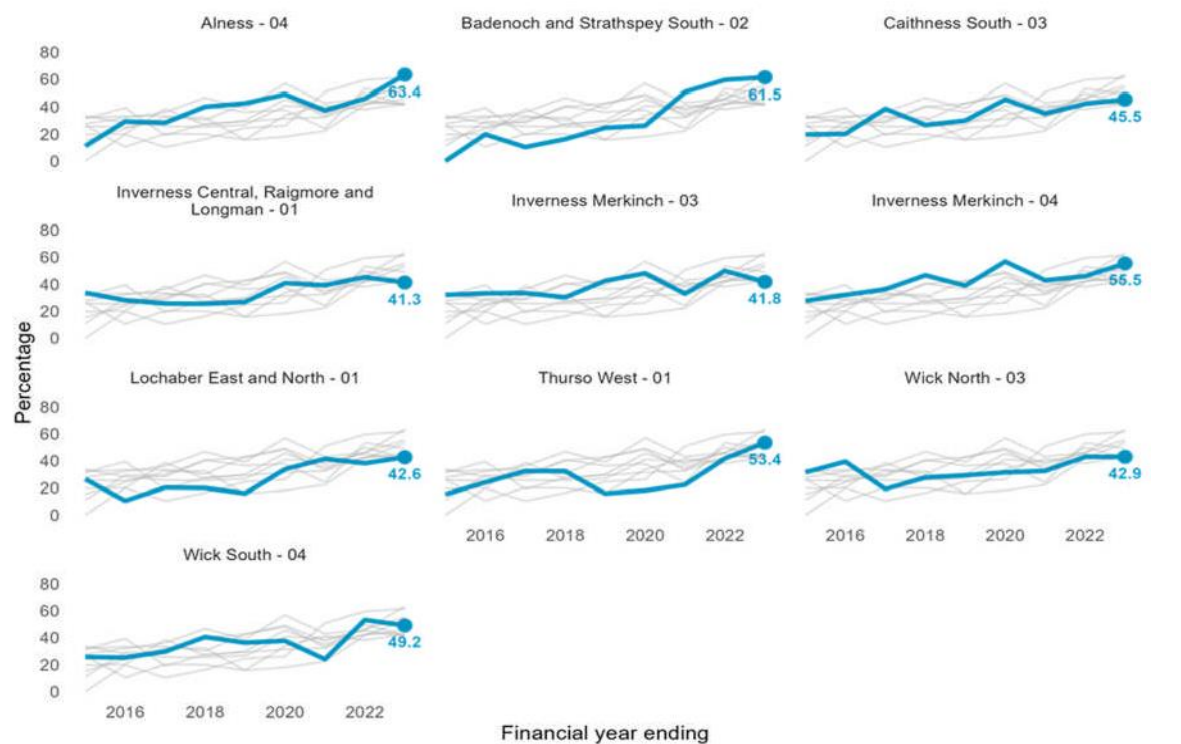 Alness - 04
Badenoch and Strathspey South - 02
Caithness South - 03
80
60
40
20
0
63.4
61.5
45.5
Inverness Central, Raigmore and
Longman - 01
Inverness Merkinch - 03
Inverness Merkinch - 04
80
60
40
20
0
41.3
41.8
55.5
Percentage
Lochaber East and North - 01
Thurso West - 01
Wick North - 03
80
60
40
20
0
42.6
53.4
42.9
2016 2018 2020 2022
2016 2018 2020 2022
Wick South - 04
80
60
40
20
0
49.2
2016 2018 2020 2022
Financial year ending